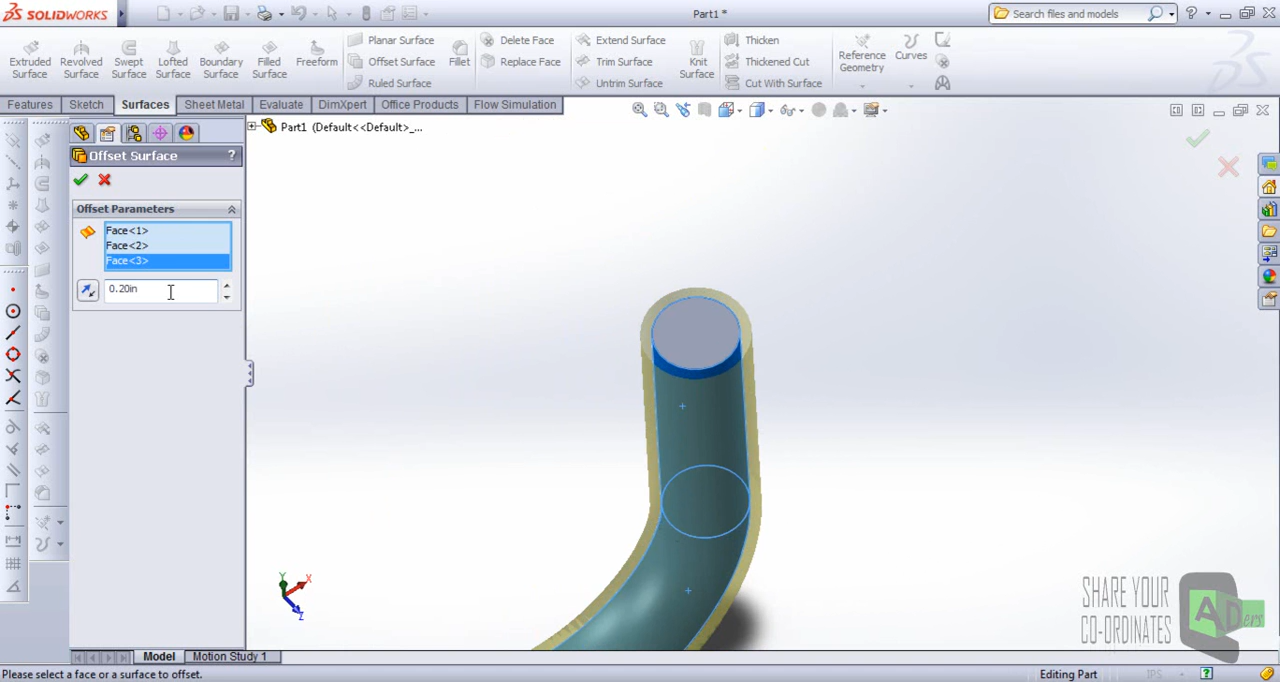 SOLIDWORKS
Part1 *
Search files and models
Extruded Surface
Revolved Surface
Swept Surface
Lofted Surface
Boundary Surface
Filled Surface
Freeform
Planar Surface
Offset Surface
Ruled Surface
Fillet
Delete Face
Replace Face
Extend Surface
Trim Surface
Untrim Surface
Knit Surface
Thicken
Thickened Cut
Cut With Surface
Reference Geometry
Curves
Features
Sketch
Surfaces
Sheet Metal
Evaluate
DimXpert
Office Products
Flow Simulation
Part1 (Default<<Default>_...
Offset Surface
?
Offset Parameters
Face<1>
Face<2>
Face<3>
0.20in
Y
X
Z
SHARE YOUR
CO-ORDINATES
ADers
Model
Motion Study 1
Please select a face or a surface to offset.
Editing Part
IPS